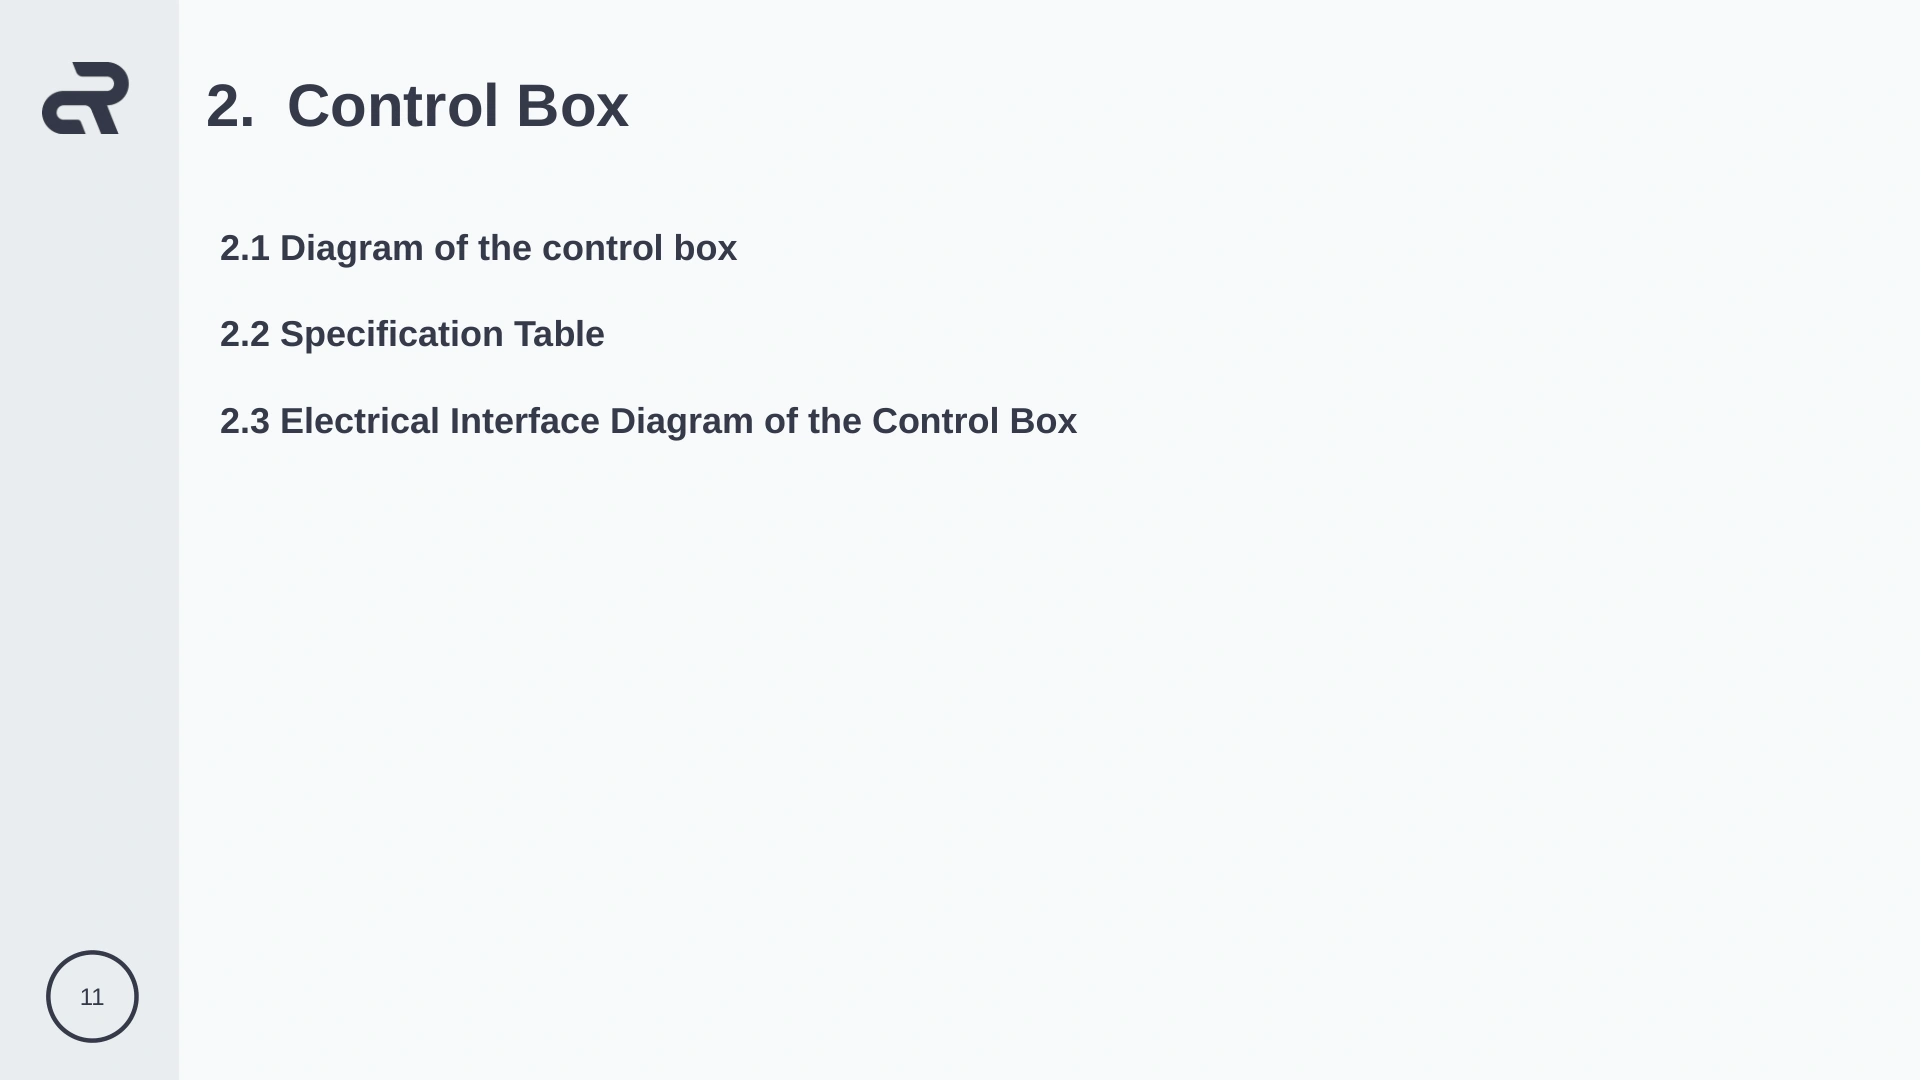 2.  Control Box
2.1 Diagram of the control box
2.2 Specification Table
2.3 Electrical Interface Diagram of the Control Box
11